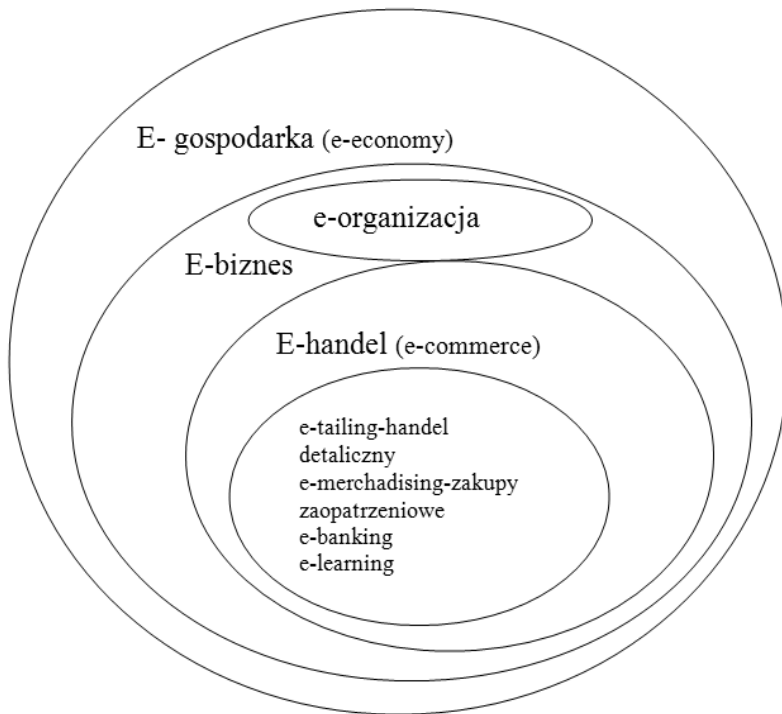 E- gospodarka (e-economy)
e-organizacja
E-biznes
E-handel (e-commerce)
e-tailing-handel
detaliczny
e-merchadising-zakupy
zaopatrzeniowe
e-banking
e-learning